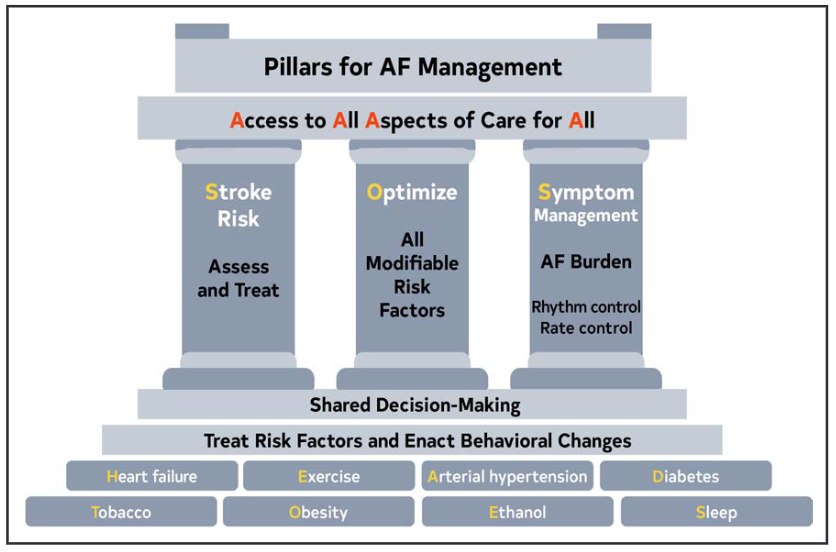 Pillars for AF Management
Access to All Aspects of Care for All
Stroke
Risk
Assess
and Treat
Optimize
All
Modifiable
Risk
Factors
Symptom
Management
AF Burden
Rhythm control
Rate control
Shared Decision-Making
Treat Risk Factors and Enact Behavioral Changes
Heart failure
Exercise
Arterial hypertension
Diabetes
Tobacco
Obesity
Ethanol
Sleep